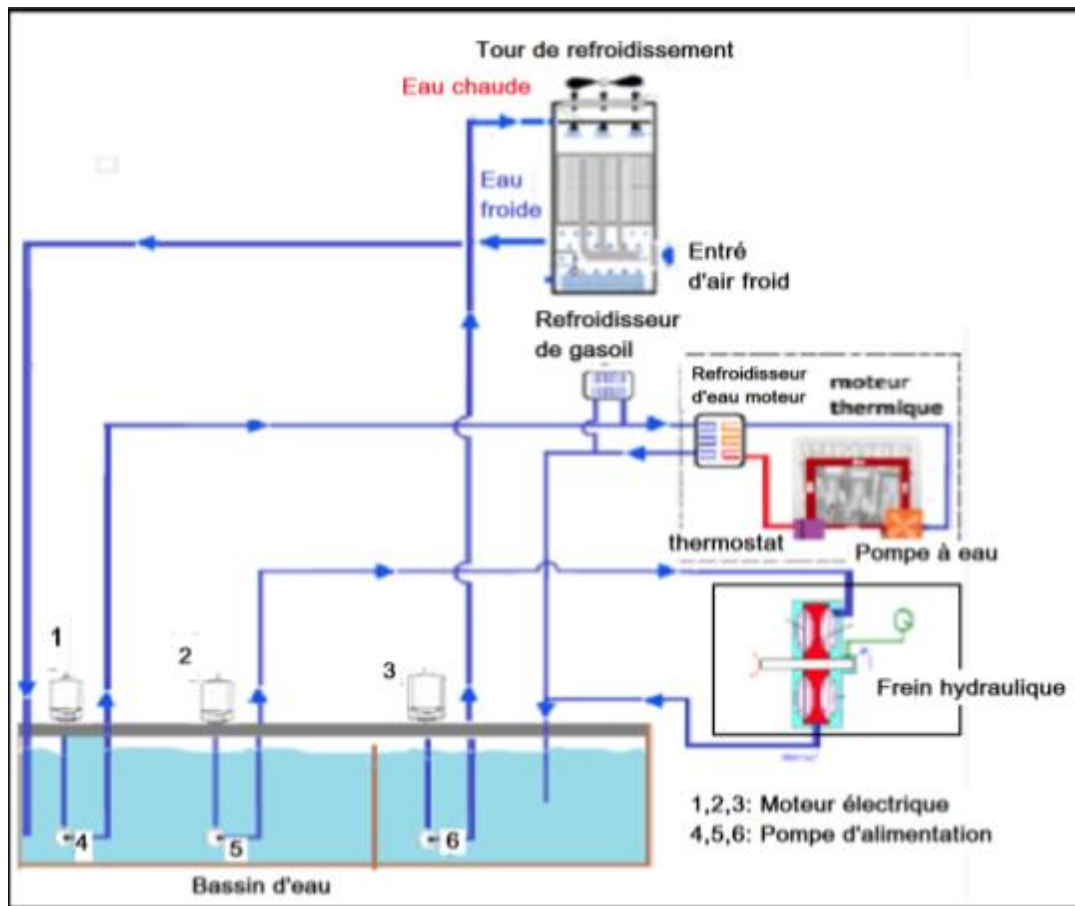 Tour de refroidissement
Eau chaude
Eau
froide
Entré
d'air froid
Refroidisseur
de gasoil
Refroidisseur
d'eau moteur
moteur
thermique
thermostat
Pompe à eau
1
2
3
Frein hydraulique
4
5
6
1,2,3: Moteur électrique
4,5,6: Pompe d'alimentation
Bassin d'eau